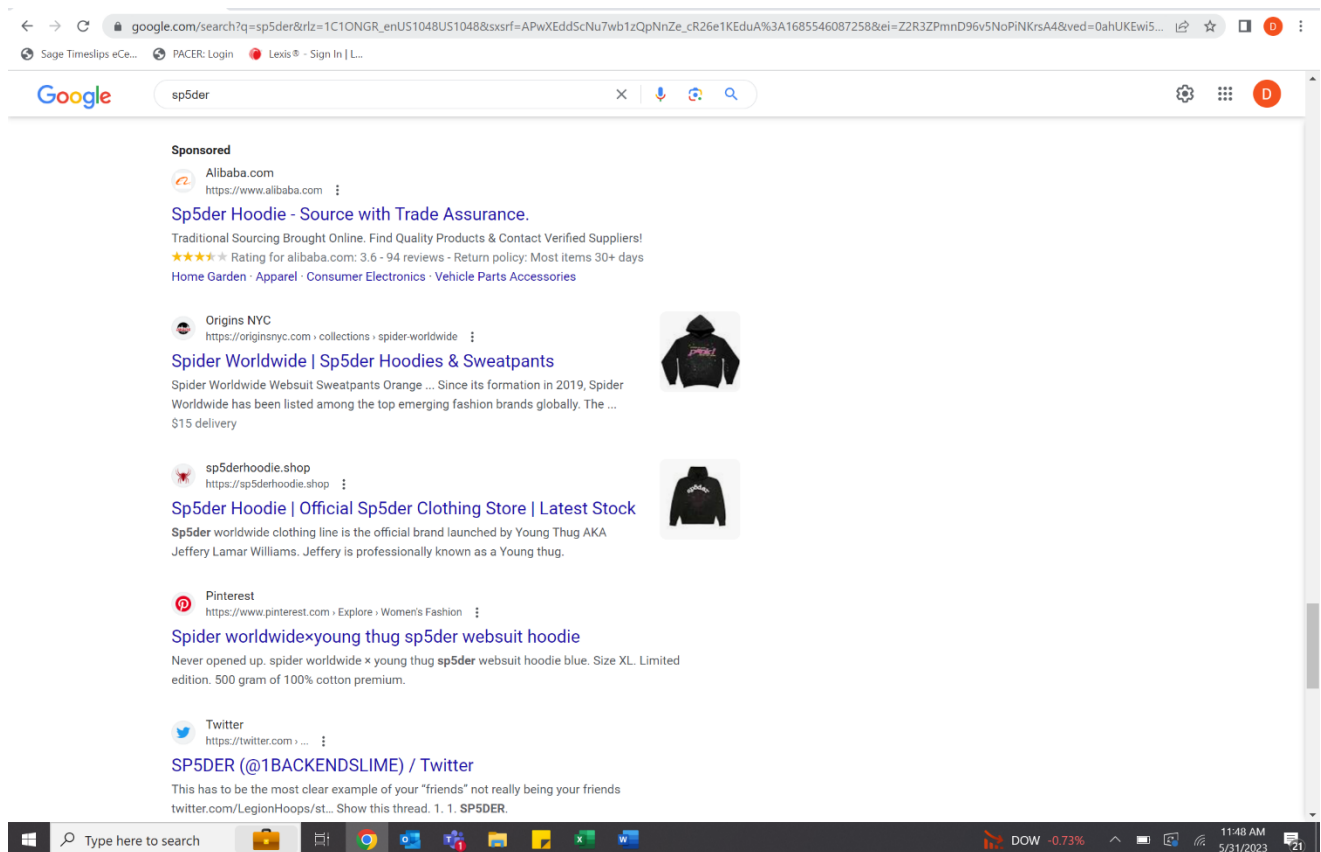 google.com/search?q=sp5der&rlz=1C1ONGR_enUS1048US1048&sxsrf=APwXEddScNu7wb1zQpNnZe_cR26e1KEduA%3A1685546087258&ei=Z2R3ZPmnD96v5NoPiNKrsA4&ved=0ahUKEwi5...
D
Sage Timeslips eCe...
PACER: Login
Lexis® - Sign In | L...
Google
sp5der
D
Sponsored
Alibaba.com
https://www.alibaba.com
Sp5der Hoodie - Source with Trade Assurance.
Traditional Sourcing Brought Online. Find Quality Products & Contact Verified Suppliers!
Rating for alibaba.com: 3.6 - 94 reviews - Return policy: Most items 30+ days
Home Garden · Apparel · Consumer Electronics · Vehicle Parts Accessories
Origins NYC
https://originsnyc.com › collections › spider-worldwide
Spider Worldwide | Sp5der Hoodies & Sweatpants
Spider Worldwide Websuit Sweatpants Orange ... Since its formation in 2019, Spider
Worldwide has been listed among the top emerging fashion brands globally. The ...
$15 delivery
sp5derhoodie.shop
https://sp5derhoodie.shop
Sp5der Hoodie | Official Sp5der Clothing Store | Latest Stock
Sp5der worldwide clothing line is the official brand launched by Young Thug AKA
Jeffery Lamar Williams. Jeffery is professionally known as a Young thug.
sp5der
Pinterest
https://www.pinterest.com › Explore › Women's Fashion
Spider worldwide×young thug sp5der websuit hoodie
Never opened up. spider worldwide × young thug sp5der websuit hoodie blue. Size XL. Limited
edition. 500 gram of 100% cotton premium.
Twitter
https://twitter.com › ...
SP5DER (@1BACKENDSLIME) / Twitter
This has to be the most clear example of your “friends” not really being your friends
twitter.com/LegionHoops/st... Show this thread. 1. 1. SP5DER.
Type here to search
DOW -0.73%
11:48 AM
5/31/2023
21